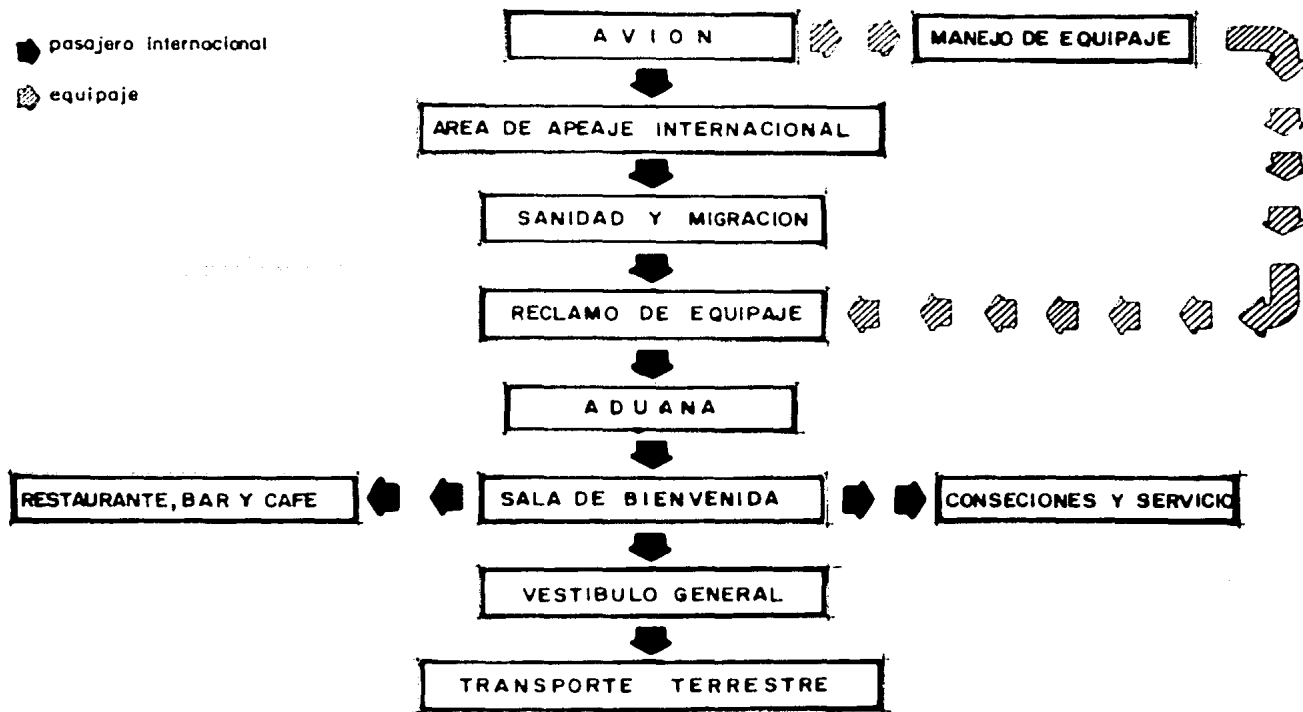 pasajero internacional
equipaje
AVION
MANEJO DE EQUIPAJE
AREA DE APEAJE INTERNACIONAL
SANIDAD Y MIGRACION
RECLAMO DE EQUIPAJE
ADUANA
RESTAURANTE, BAR Y CAFE
SALA DE BIENVENIDA
CONSECIONES Y SERVICIO
VESTIBULO GENERAL
TRANSPORTE TERRESTRE